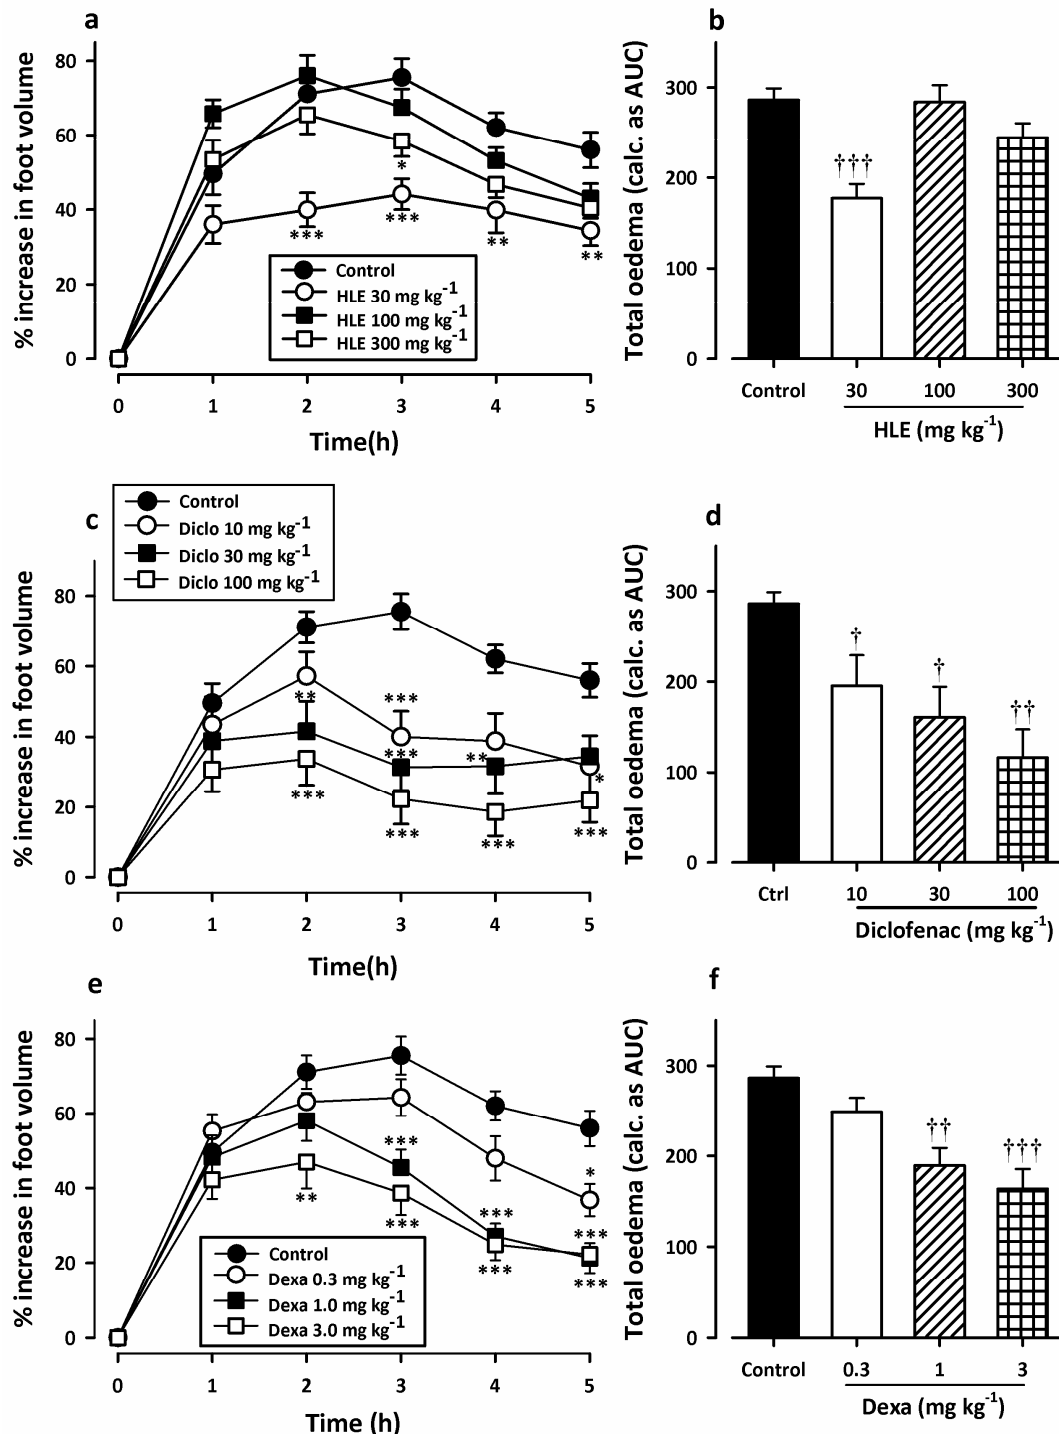 a
% increase in foot volume
80
60
40
20
0
*
***
***
**
**
Control
HLE 30 mg kg-1
HLE 100 mg kg-1
HLE 300 mg kg-1
0 1 2 3 4 5
Time(h)
b
Total oedema (calc. as AUC)
300
200
100
0
†††
Control 30 100 300
HLE (mg kg-1)
c
Control
Diclo 10 mg kg-1
Diclo 30 mg kg-1
Diclo 100 mg kg-1
% increase in foot volume
80
60
40
20
0
**
***
***
**
*
***
***
***
***
0 1 2 3 4 5
Time(h)
d
Total oedema (calc. as AUC)
300
200
100
0
†
†
††
Ctrl 10 30 100
Diclofenac (mg kg-1)
e
% increase in foot volume
80
60
40
20
0
***
*
**
***
***
***
***
***
Control
Dexa 0.3 mg kg-1
Dexa 1.0 mg kg-1
Dexa 3.0 mg kg-1
0 1 2 3 4 5
Time (h)
f
Total oedema (calc. as AUC)
300
200
100
0
††
†††
Control 0.3 1 3
Dexa (mg kg-1)